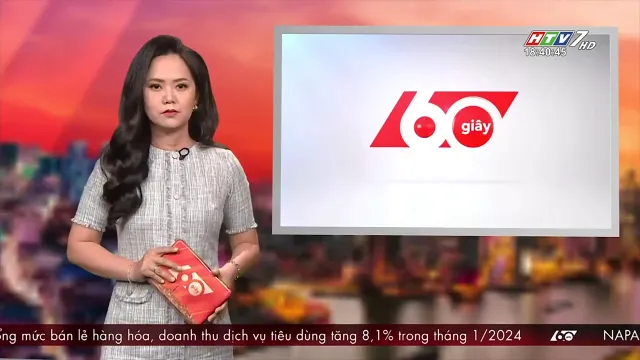 HTV7 HD
18:40:45
60 giây
60
ổng mức bán lẻ hàng hóa, doanh thu dịch vụ tiêu dùng tăng 8,1% trong tháng 1/2024 60 NAPA